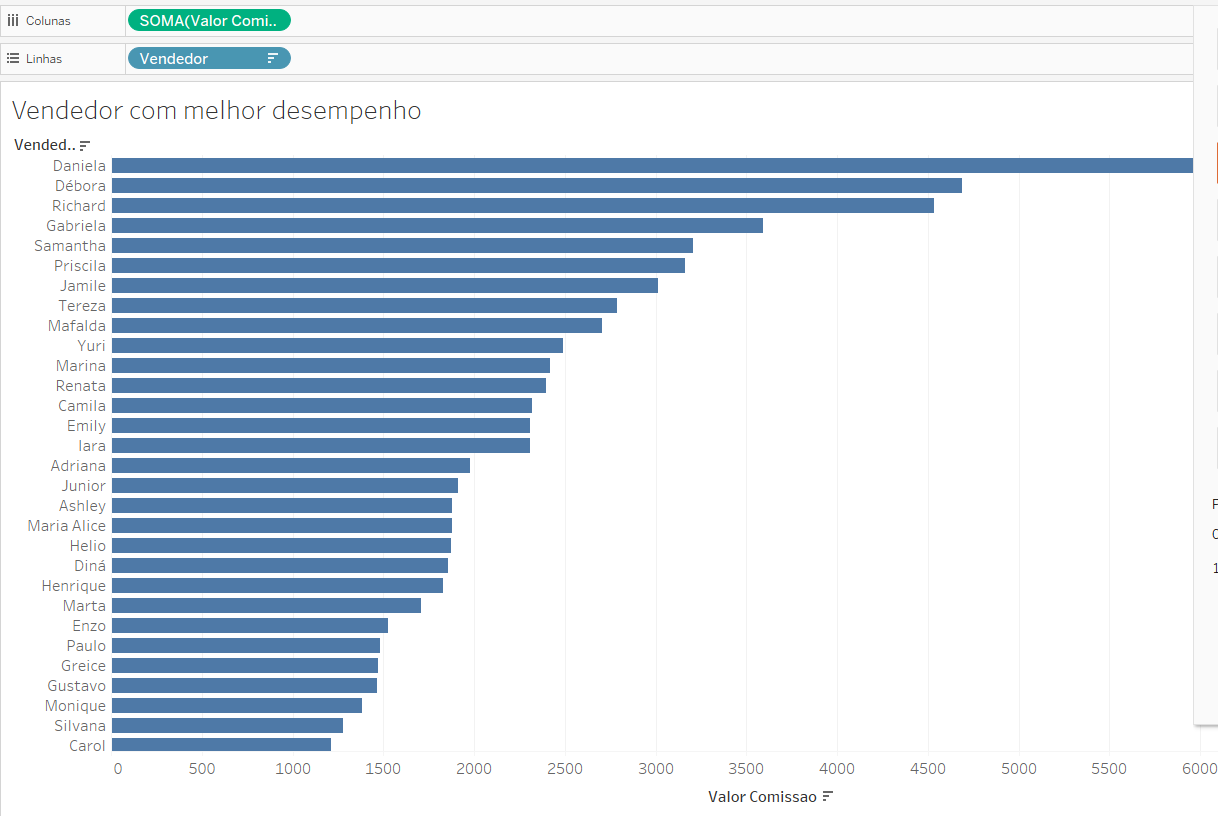 Colunas
SOMA(Valor Comi..
Linhas
Vendedor
Vendedor com melhor desempenho
Vended..
Daniela
Débora
Richard
Gabriela
Samantha
Priscila
Jamile
Tereza
Mafalda
Yuri
Marina
Renata
Camila
Emily
Iara
Adriana
Junior
Ashley
Maria Alice
Helio
Diná
Henrique
Marta
Enzo
Paulo
Greice
Gustavo
Monique
Silvana
Carol
0 500 1000 1500 2000 2500 3000 3500 4000 4500 5000 5500 6000
Valor Comissao